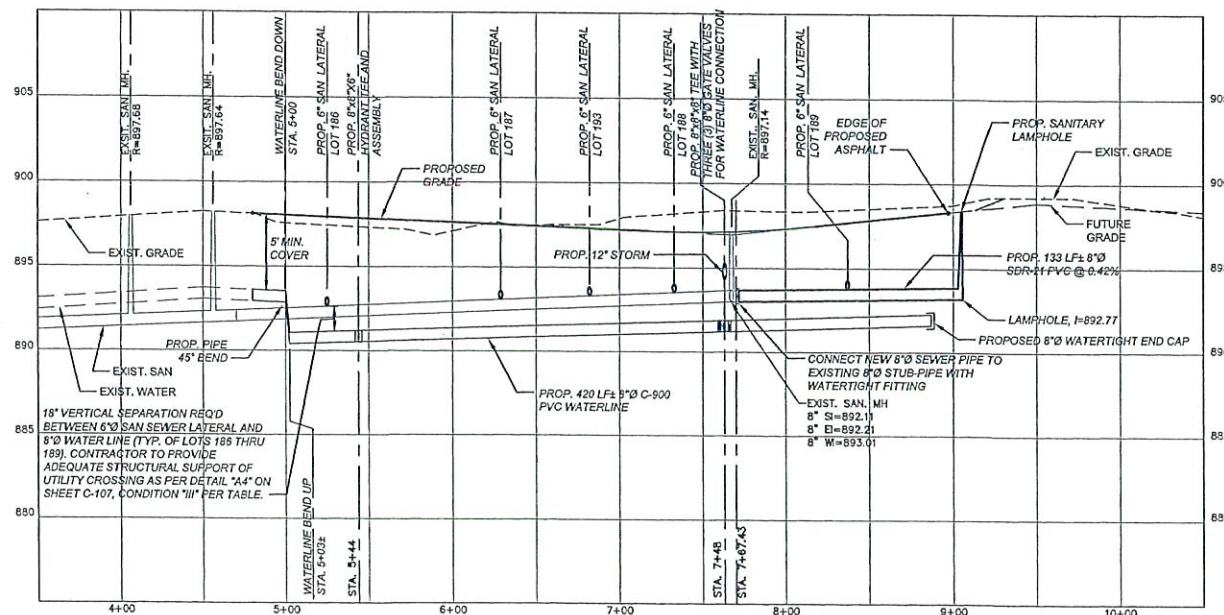 EXSIT. SAN. MH.
R=897.68
EXSIT. SAN. MH.
R=897.64
WATERLINE BEND DOWN
STA. 5+00
PROP. 6" SAN LATERAL
LOT 186
PROP. 8"x8"x6"
HYDRANT TEE AND
ASSEMBLY
PROP. 6" SAN LATERAL
LOT 187
PROP. 6" SAN LATERAL
LOT 193
PROP. 6" SAN LATERAL
LOT 188
PROP. 8"x8"x8" TEE WITH
THREE (3) 8"Ø GATE VALVES
FOR WATERLINE CONNECTION
EXIST. SAN. MH.
R=897.14
PROP. 6" SAN LATERAL
LOT 189
EDGE OF
PROPOSED
ASPHALT
PROP. SANITARY
LAMPHOLE
EXIST. GRADE
905
900
895
890
885
880
PROPOSED
GRADE
EXIST. GRADE
5' MIN.
COVER
PROP. 12" STORM
FUTURE
GRADE
PROP. 133 LF± 8"Ø
SDR-21 PVC @ 0.42%
LAMPHOLE, I=892.77
PROPOSED 8"Ø WATERTIGHT END CAP
PROP. PIPE
45° BEND
EXIST. SAN
EXIST. WATER
PROP. 420 LF± 8"Ø C-900
PVC WATERLINE
CONNECT NEW 8"Ø SEWER PIPE TO
EXISTING 8"Ø STUB-PIPE WITH
WATERTIGHT FITTING
EXIST. SAN. MH
8" SI=892.11
8" EI=892.21
8" WI=893.01
18" VERTICAL SEPARATION REQ'D
BETWEEN 6"Ø SAN SEWER LATERAL AND
8"Ø WATER LINE (TYP. OF LOTS 186 THRU
189). CONTRACTOR TO PROVIDE
ADEQUATE STRUCTURAL SUPPORT OF
UTILITY CROSSING AS PER DETAIL "A4" ON
SHEET C-107, CONDITION "III" PER TABLE.
WATERLINE BEND UP
STA. 5+03±
STA. 5+44
STA. 7+48
STA. 7+67.43
4+00
5+00
6+00
7+00
8+00
9+00
10+00